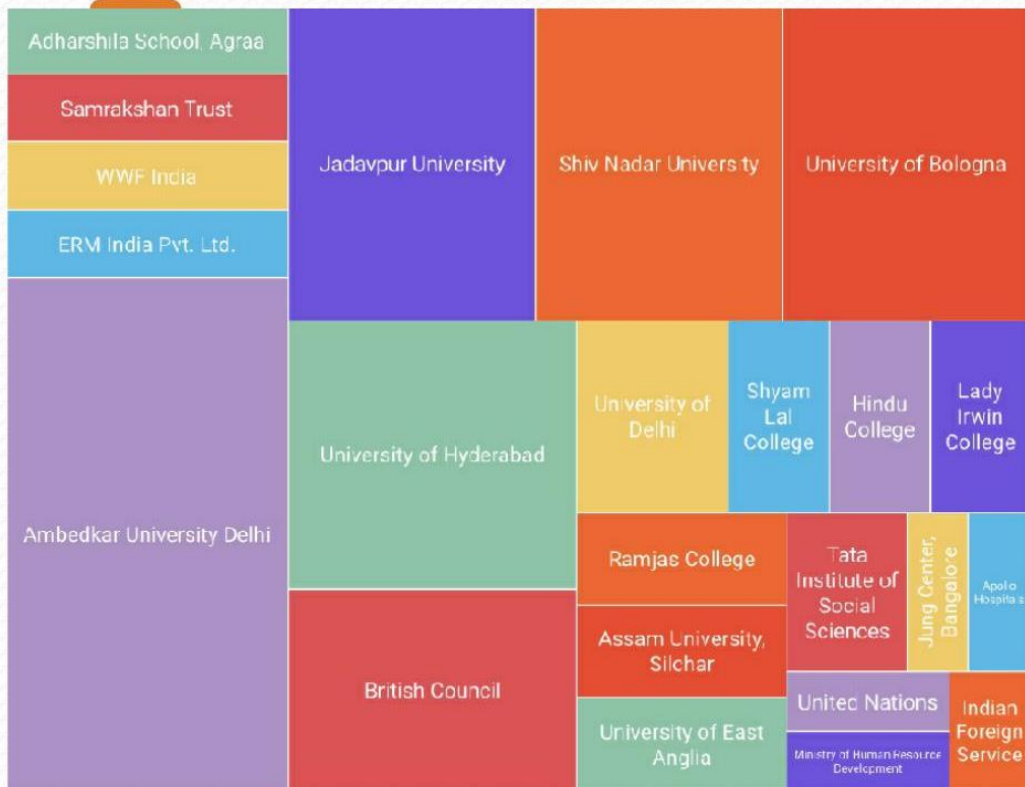 Adharshila School, Agraa
Samrakshan Trust
WWF India
ERM India Pvt. Ltd.
Ambedkar University Delhi
Jadavpur University
Shiv Nadar University
University of Bologna
University of Hyderabad
British Council
University of
Delhi
Shyam
Lal
College
Hindu
College
Lady
Irwin
College
Ramjas College
Assam University,
Silchar
University of East
Anglia
Tata
Institute of
Social
Sciences
Jung Center,
Bangalore
Apollo
Hospitals
United Nations
Ministry of Human Resource
Development
Indian
Foreign
Service